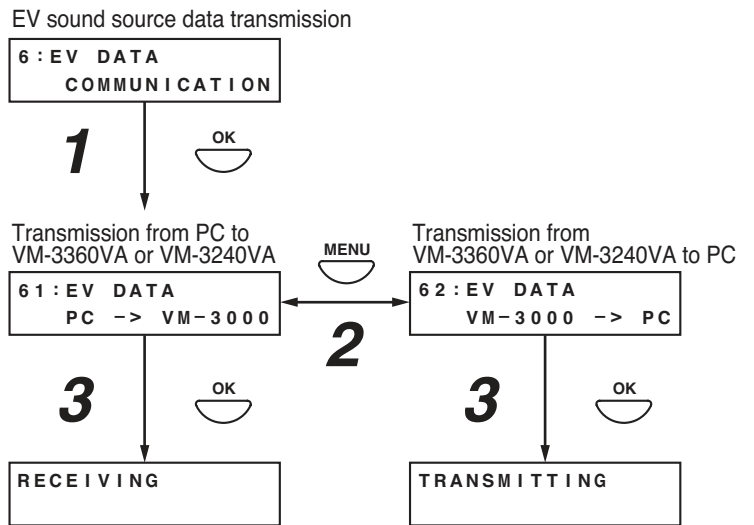 EV sound source data transmission
6:EV DATA
COMMUNICATION
1
OK
Transmission from PC to
VM-3360VA or VM-3240VA
MENU
Transmission from
VM-3360VA or VM-3240VA to PC
61:EV DATA
PC -> VM-3000
2
62:EV DATA
VM-3000 -> PC
3
OK
3
OK
RECEIVING
TRANSMITTING